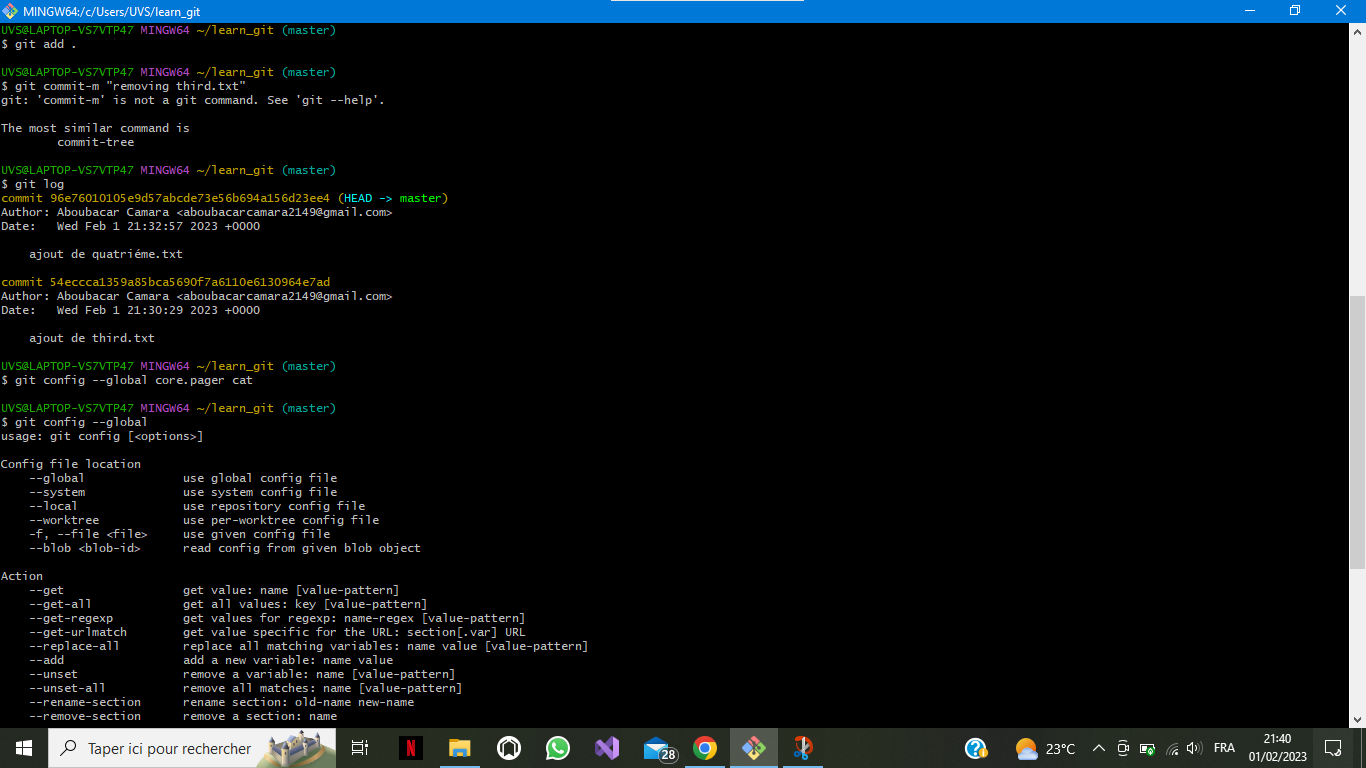 MINGW64:/c/Users/UVS/learn_git
UVS@LAPTOP-VS7VTP47 MINGW64 ~/learn_git (master)
$ git add .
UVS@LAPTOP-VS7VTP47 MINGW64 ~/learn_git (master)
$ git commit-m "removing third.txt"
git: 'commit-m' is not a git command. See 'git --help'.
The most similar command is
commit-tree
UVS@LAPTOP-VS7VTP47 MINGW64 ~/learn_git (master)
$ git log
commit 96e76010105e9d57abcde73e56b694a156d23ee4 (HEAD -> master)
Author: Aboubacar Camara <aboubacarcamara2149@gmail.com>
Date:   Wed Feb 1 21:32:57 2023 +0000
ajout de quatriéme.txt
commit 54eccca1359a85bca5690f7a6110e6130964e7ad
Author: Aboubacar Camara <aboubacarcamara2149@gmail.com>
Date:   Wed Feb 1 21:30:29 2023 +0000
ajout de third.txt
UVS@LAPTOP-VS7VTP47 MINGW64 ~/learn_git (master)
$ git config --global core.pager cat
UVS@LAPTOP-VS7VTP47 MINGW64 ~/learn_git (master)
$ git config --global
usage: git config [<options>]
Config file location
--global              use global config file
--system              use system config file
--local               use repository config file
--worktree            use per-worktree config file
-f, --file <file>     use given config file
--blob <blob-id>      read config from given blob object
Action
--get                 get value: name [value-pattern]
--get-all             get all values: key [value-pattern]
--get-regexp          get values for regexp: name-regex [value-pattern]
--get-urlmatch        get value specific for the URL: section[.var] URL
--replace-all         replace all matching variables: name value [value-pattern]
--add                 add a new variable: name value
--unset               remove a variable: name [value-pattern]
--unset-all           remove all matches: name [value-pattern]
--rename-section      rename section: old-name new-name
--remove-section      remove a section: name
Taper ici pour rechercher
N
28
23°C
FRA
21:40
01/02/2023